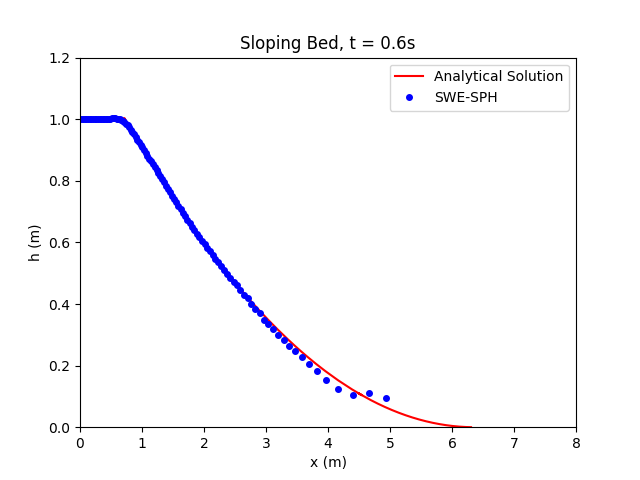 Sloping Bed, t = 0.6s
Analytical Solution
SWE-SPH
1.2
1.0
0.8
0.6
0.4
0.2
0.0
h (m)
0 1 2 3 4 5 6 7 8
x (m)